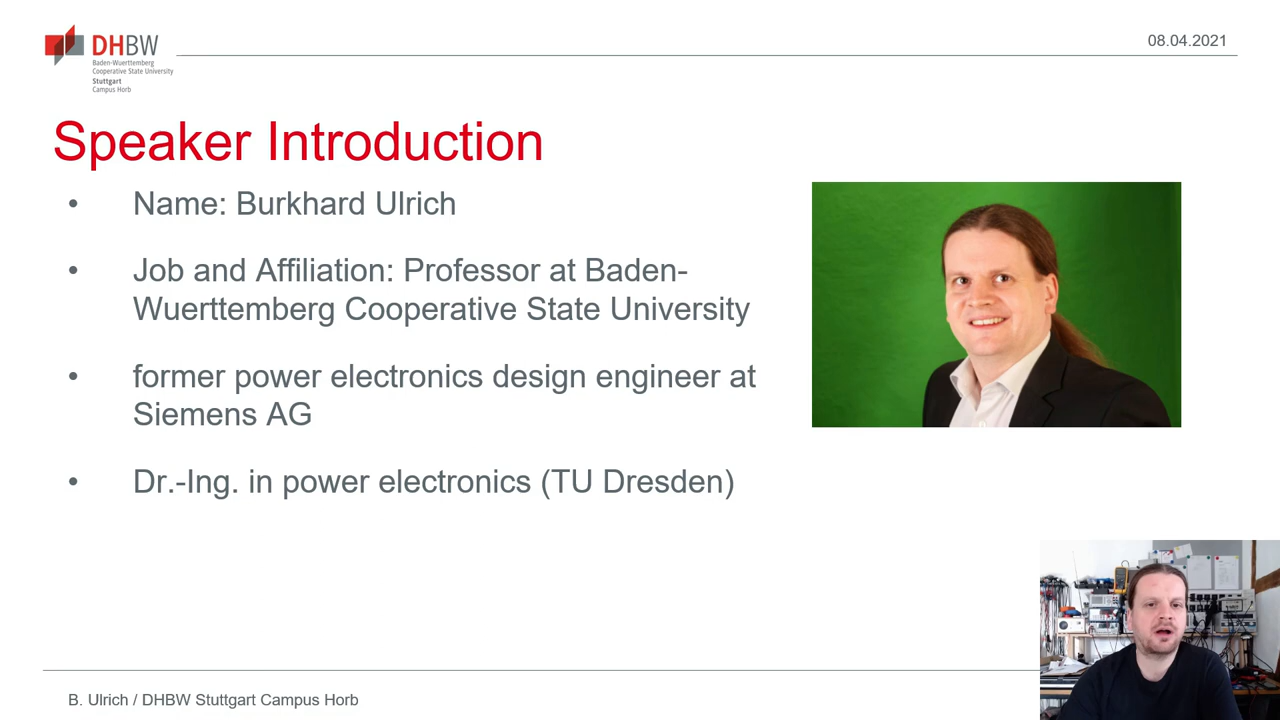 DHBW
Baden-Wuerttemberg
Cooperative State University
Stuttgart
Campus Horb
08.04.2021
Speaker Introduction
• Name: Burkhard Ulrich
• Job and Affiliation: Professor at Baden-
Wuerttemberg Cooperative State University
• former power electronics design engineer at
Siemens AG
• Dr.-Ing. in power electronics (TU Dresden)
B. Ulrich / DHBW Stuttgart Campus Horb